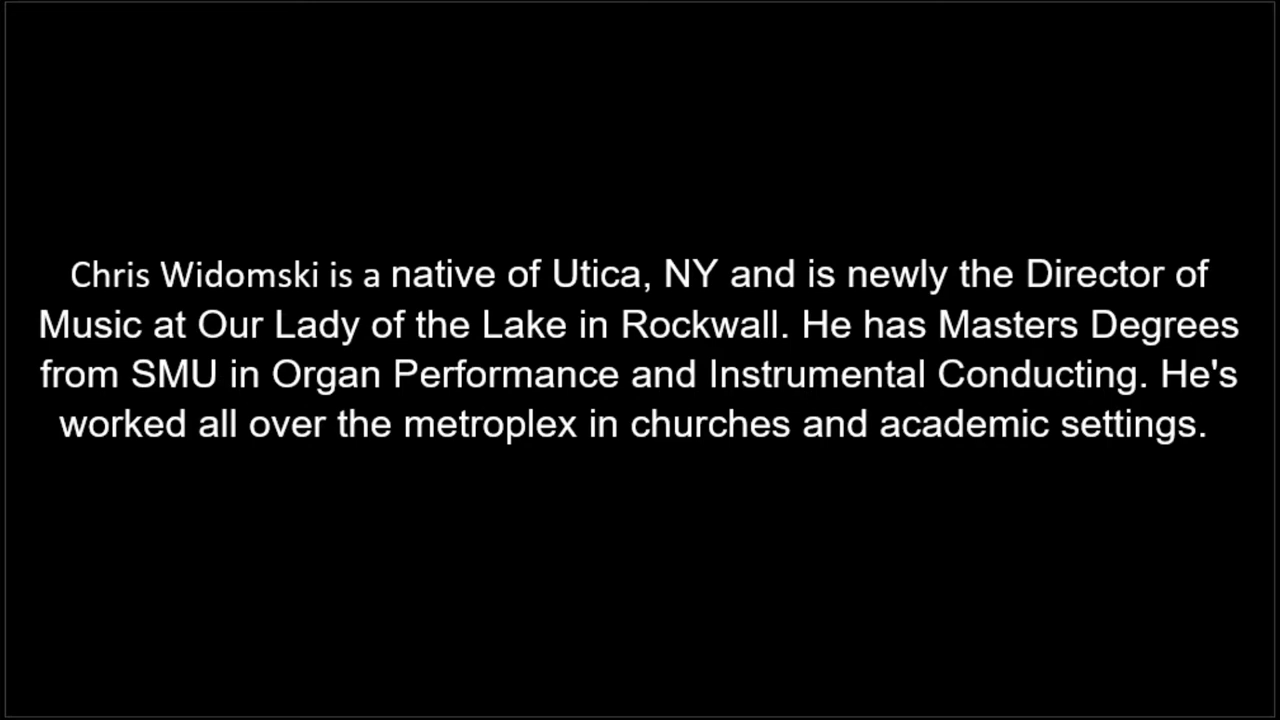 Chris Widomski is a native of Utica, NY and is newly the Director of
Music at Our Lady of the Lake in Rockwall. He has Masters Degrees
from SMU in Organ Performance and Instrumental Conducting. He's
worked all over the metroplex in churches and academic settings.